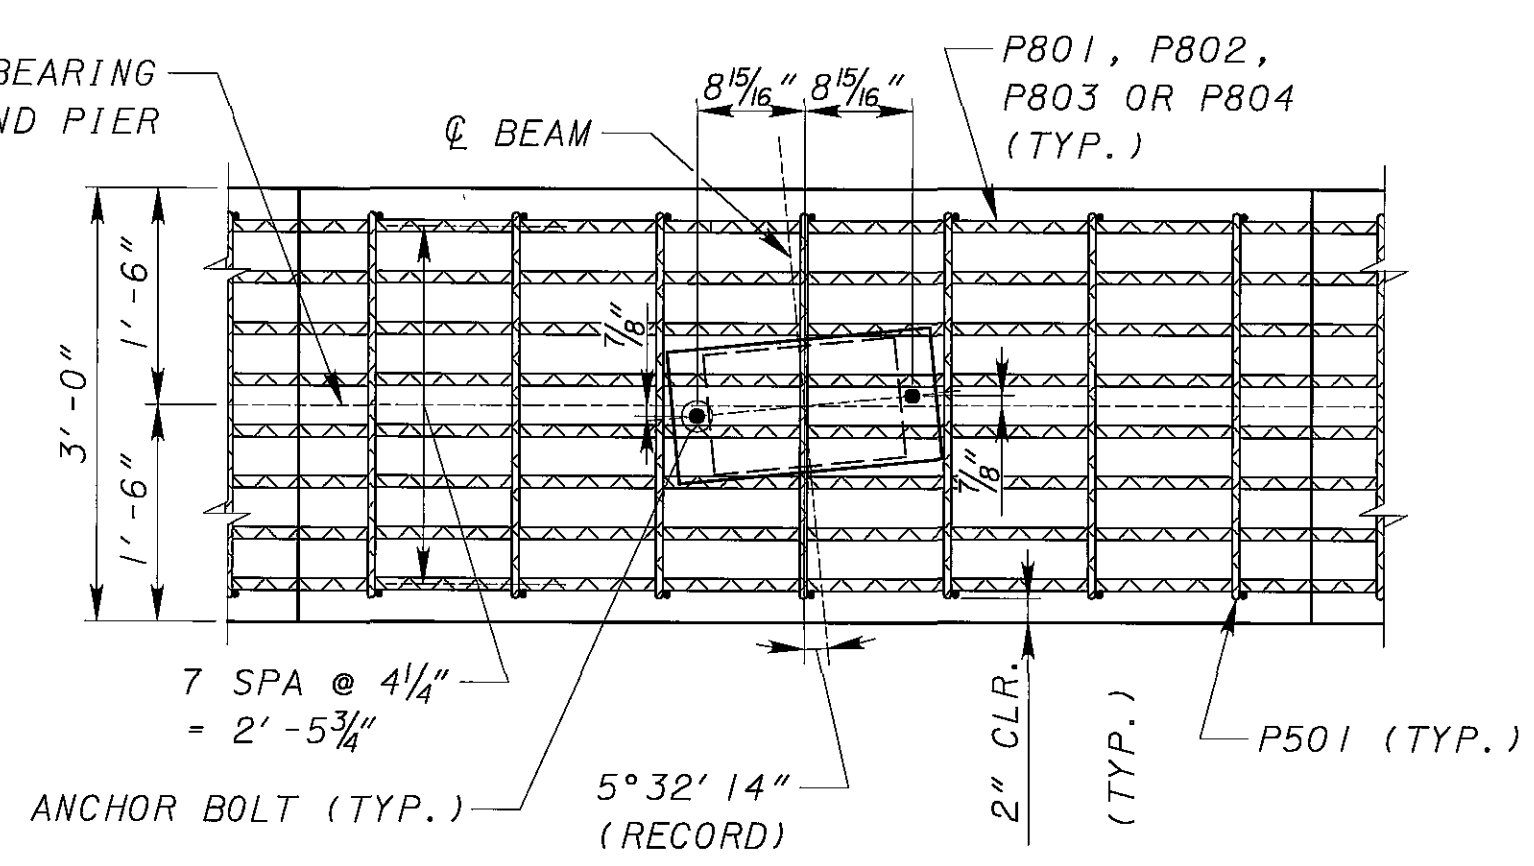 BEARING
ND PIER
℄ BEAM
8 15/16" 8 15/16"
P801, P802,
P803 OR P804
(TYP.)
3'-0"
1'-6"
1'-6"
7/8"
7/8"
7 SPA @ 4 1/4"
= 2'-5 3/4"
ANCHOR BOLT (TYP.)
5°32'14"
(RECORD)
2" CLR.
(TYP.)
P501 (TYP.)